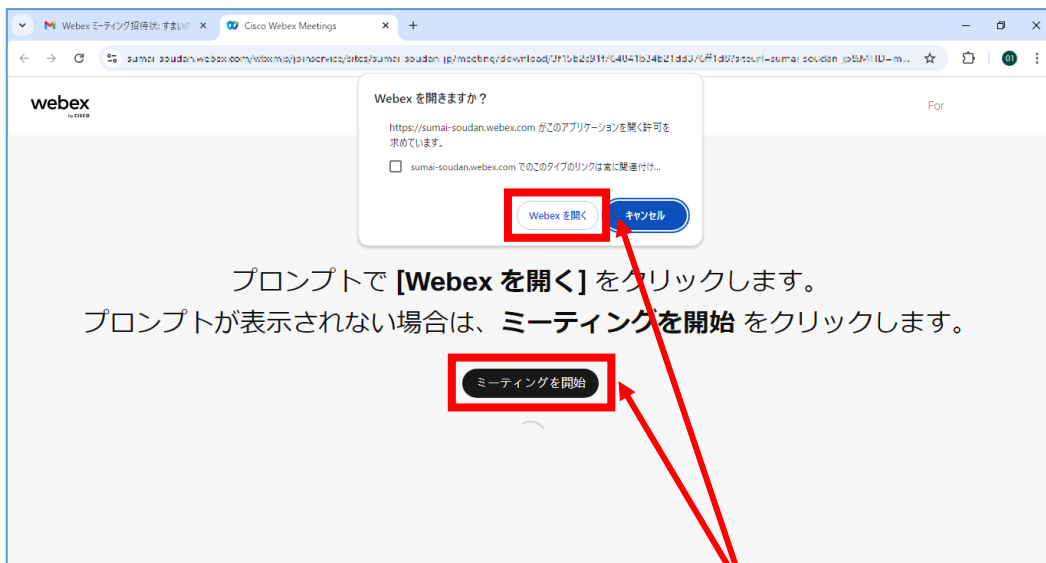 Webex ミーティング招待状: すまい
Cisco Webex Meetings
webex
by CISCO
For
Webex を開きますか?
https://sumai-soudan.webex.com がこのアプリケーションを開く許可を
求めています。
sumai-soudan.webex.com でのこのタイプのリンクは常に関連付け...
Webex を開く
キャンセル
プロンプトで [Webex を開く] をクリックします。
プロンプトが表示されない場合は、ミーティングを開始 をクリックします。
ミーティングを開始